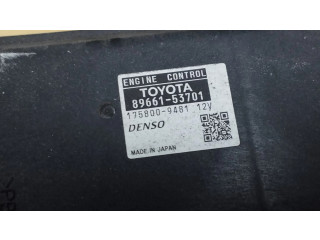 ENGINE CONTROL
TOYOTA
89661-53701
175800-9481 12V
DENSO
MADE IN JAPAN